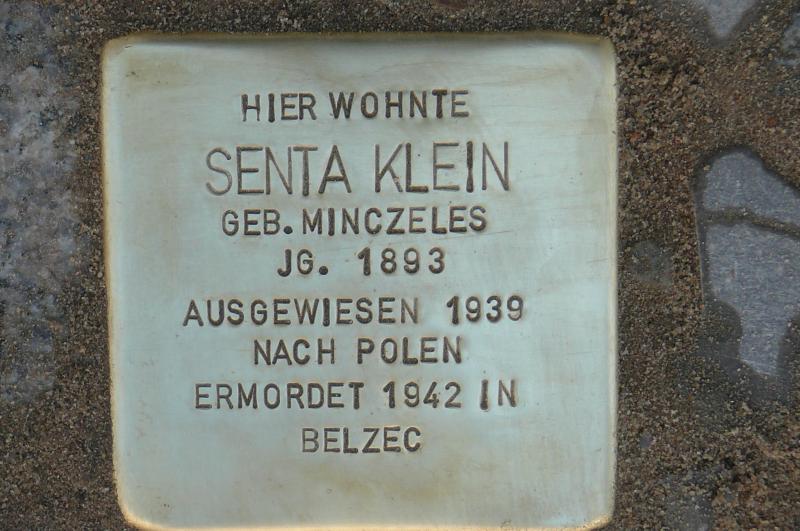 HIER WOHNTE
SENTA KLEIN
GEB. MINCZELES
JG. 1893
AUSGEWIESEN 1939
NACH POLEN
ERMORDET 1942 IN
BELZEC